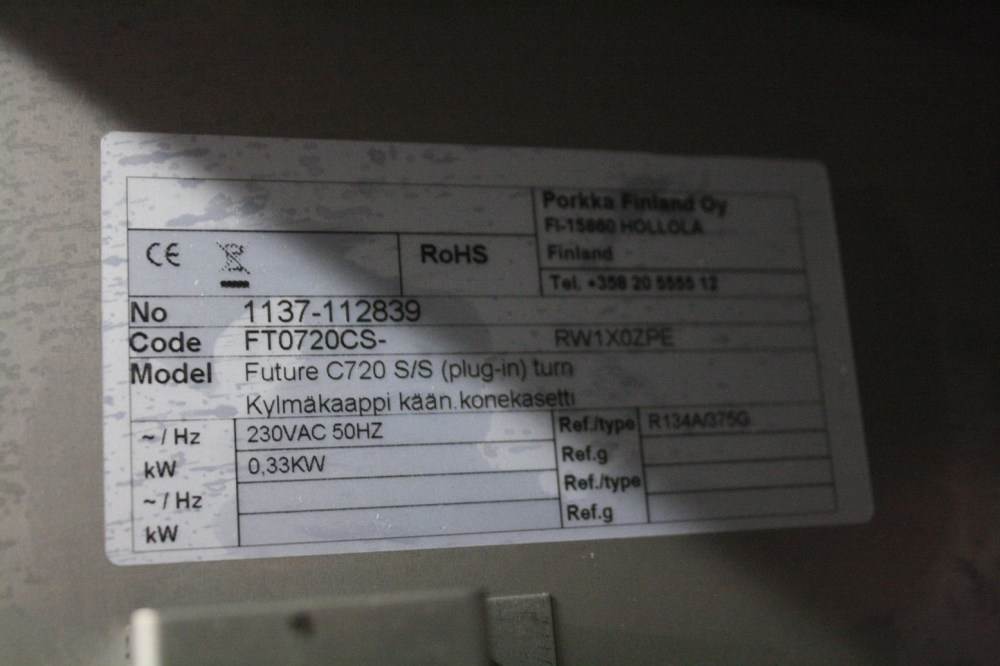 Porkka Finland Oy
FI-15860 HOLLOLA
CE RoHS Finland
Tel. +358 20 5555 12
No 1137-112839
Code FT0720CS- RW1X0ZPE
Model Future C720 S/S (plug-in) turn
Kylmäkaappi kään.konekasetti
~ / Hz 230VAC 50HZ Ref./type R134A/375G
kW 0,33KW Ref.g
~ / Hz Ref./type
kW Ref.g